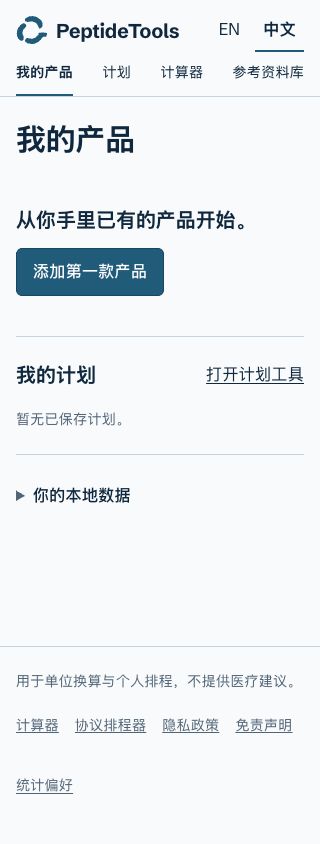 PeptideTools EN 中文
我的产品 计划 计算器 参考资料库
我的产品
从你手里已有的产品开始。
添加第一款产品
我的计划 打开计划工具
暂无已保存计划。
你的本地数据
用于单位换算与个人排程，不提供医疗建议。
计算器 协议排程器 隐私政策 免责声明
统计偏好